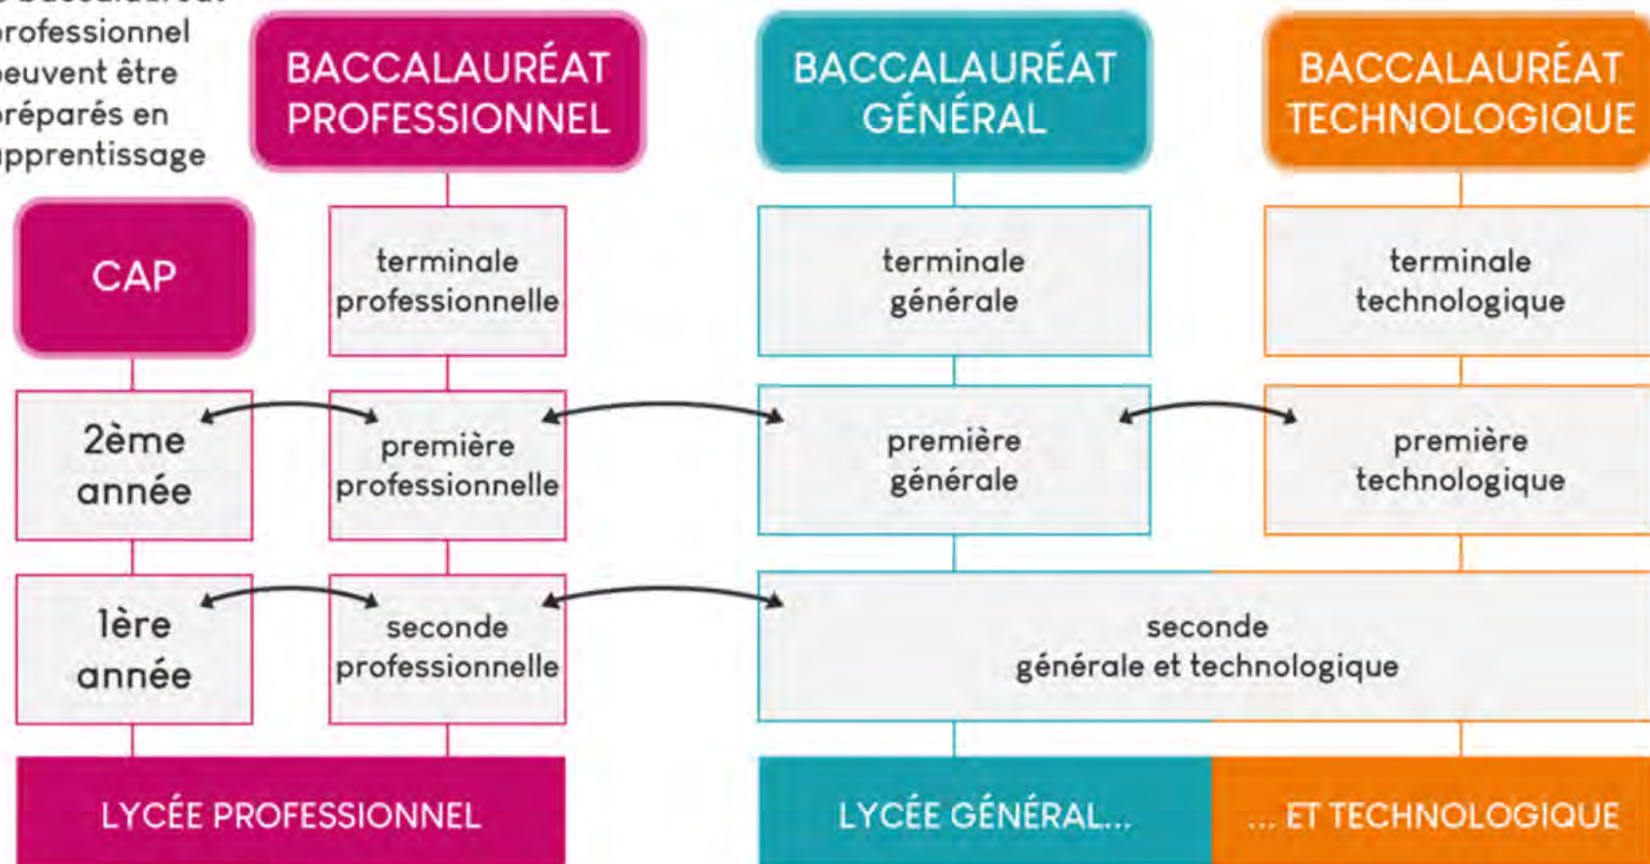 professionnel
peuvent être
préparés en
apprentissage
BACCALAURÉAT
PROFESSIONNEL
BACCALAURÉAT
GÉNÉRAL
BACCALAURÉAT
TECHNOLOGIQUE
CAP
terminale
professionnelle
terminale
générale
terminale
technologique
2ème
année
première
professionnelle
première
générale
première
technologique
1ère
année
seconde
professionnelle
seconde
générale et technologique
LYCÉE PROFESSIONNEL
LYCÉE GÉNÉRAL...
... ET TECHNOLOGIQUE